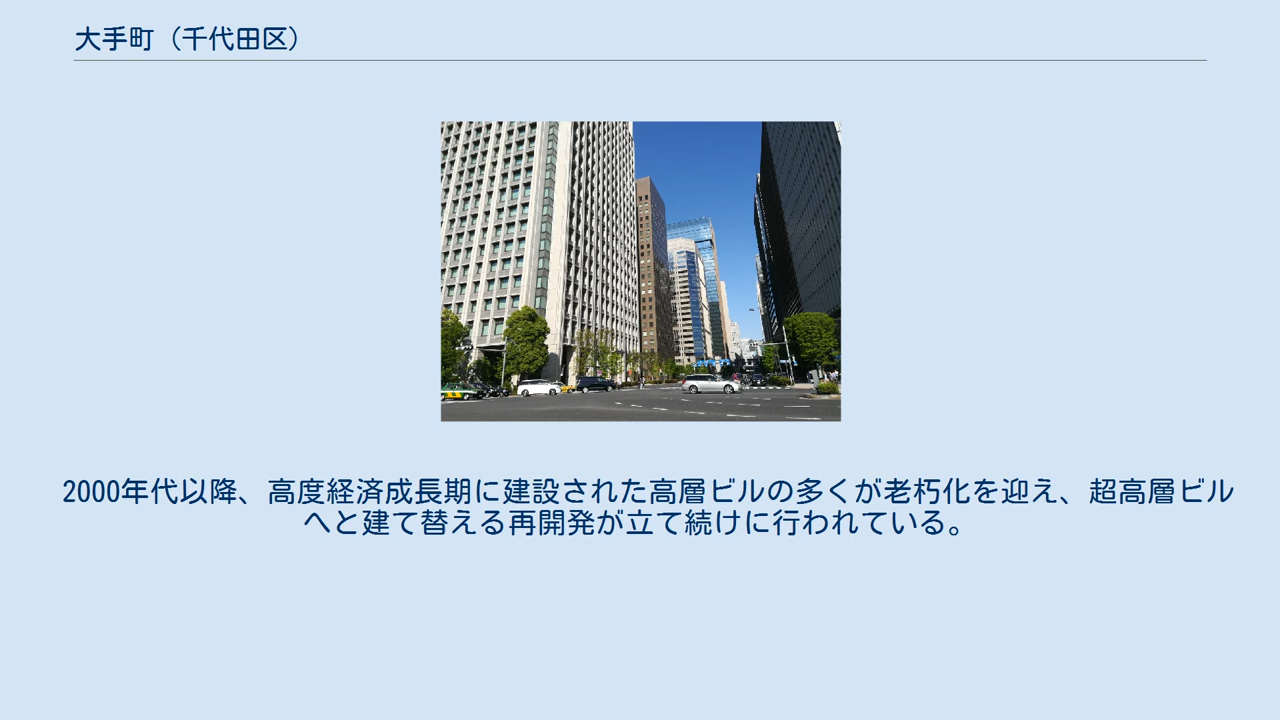 大手町（千代田区）
2000年代以降、高度経済成長期に建設された高層ビルの多くが老朽化を迎え、超高層ビル
へと建て替える再開発が立て続けに行われている。